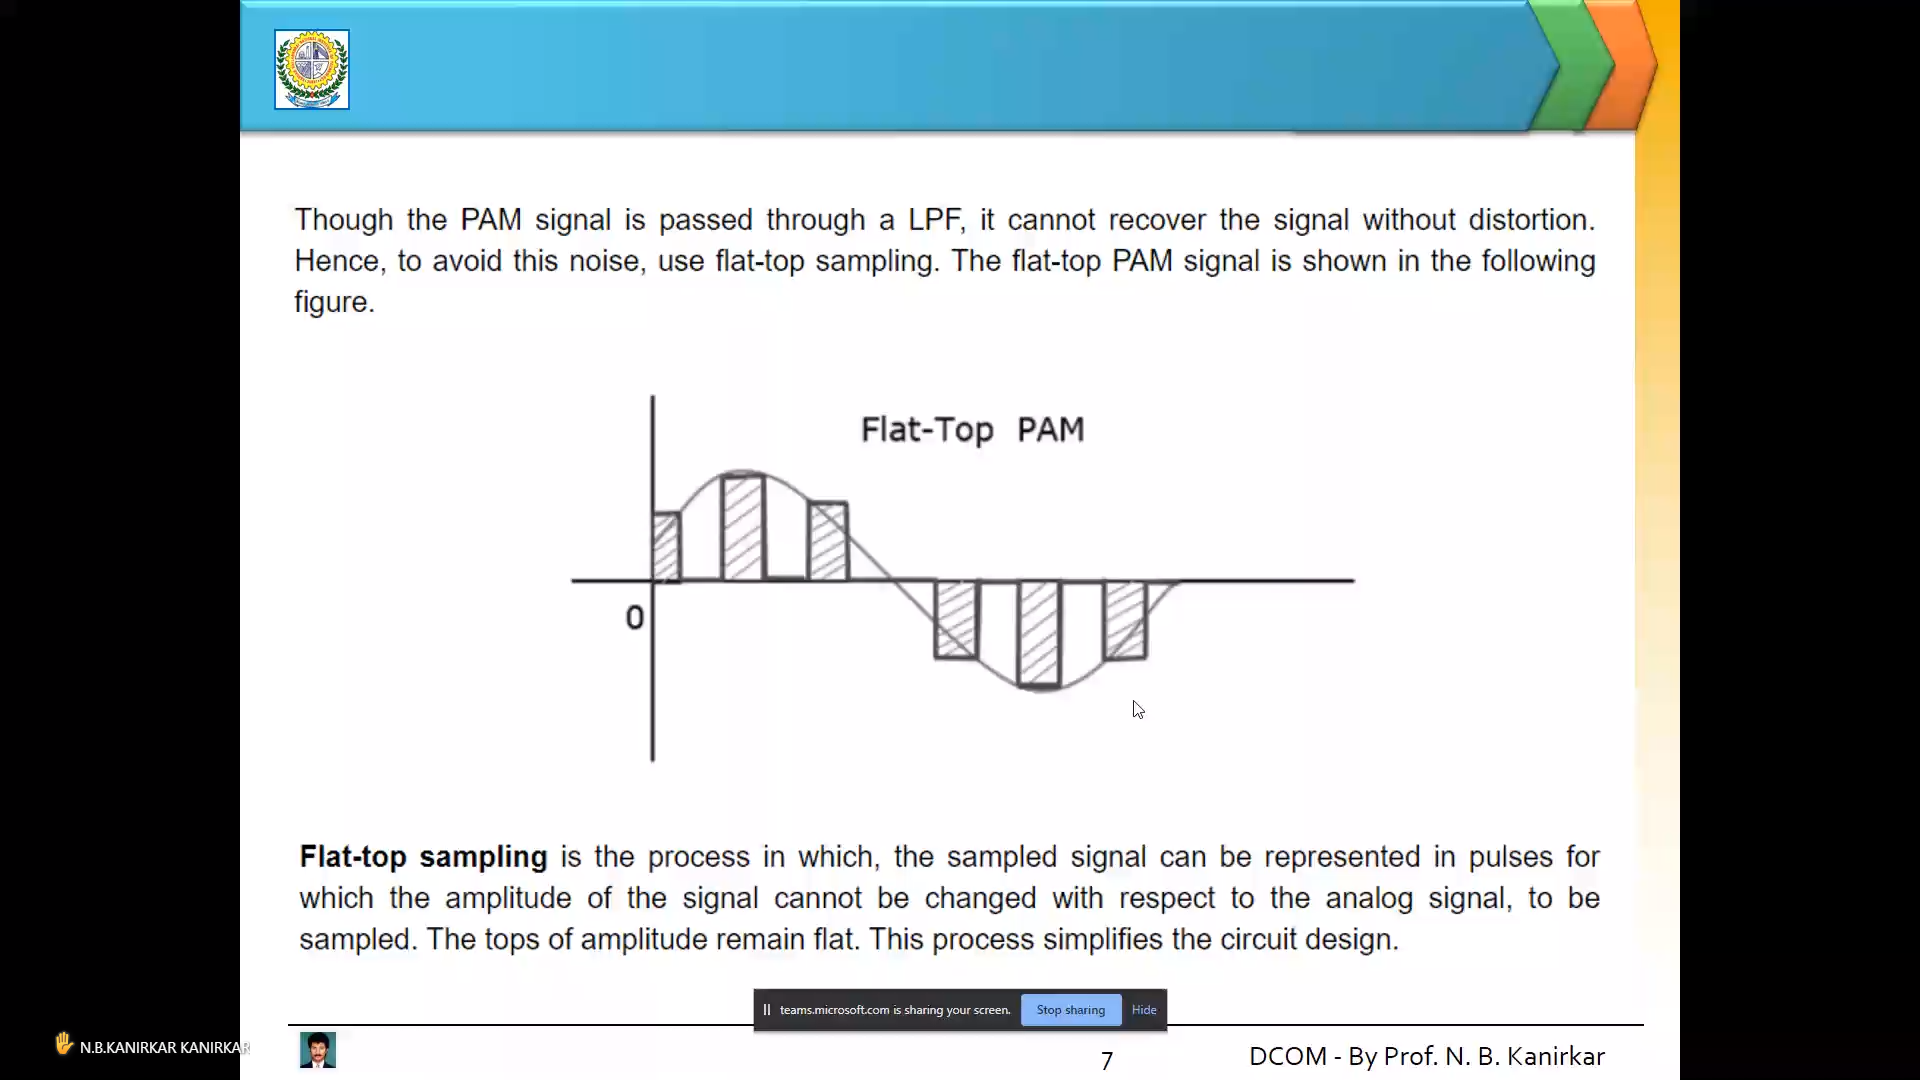 Though the PAM signal is passed through a LPF, it cannot recover the signal without distortion.
Hence, to avoid this noise, use flat-top sampling. The flat-top PAM signal is shown in the following
figure.
Flat-Top PAM
0
Flat-top sampling is the process in which, the sampled signal can be represented in pulses for
which the amplitude of the signal cannot be changed with respect to the analog signal, to be
sampled. The tops of amplitude remain flat. This process simplifies the circuit design.
teams.microsoft.com is sharing your screen. Stop sharing Hide
N.B.KANIRKAR KANIRKAR
7
DCOM - By Prof. N. B. Kanirkar